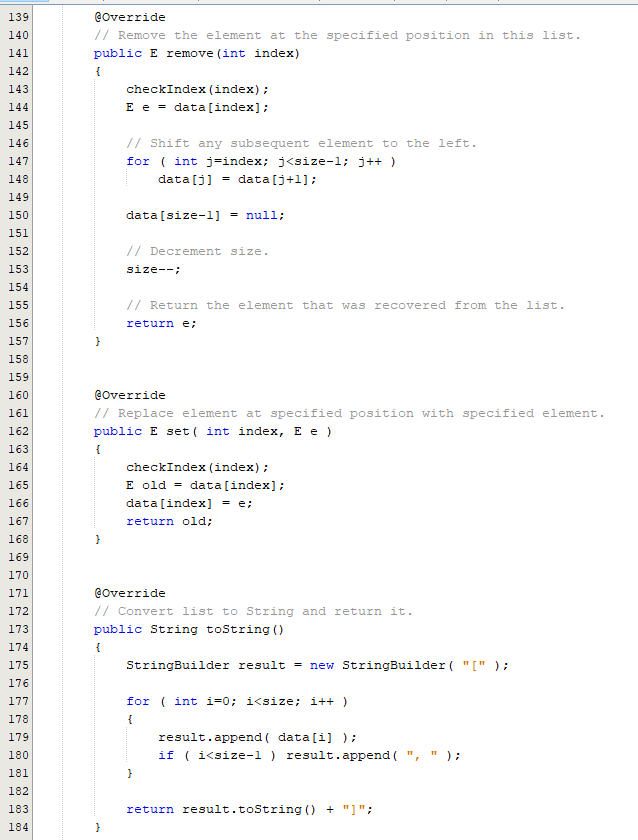 139 @Override
140 // Remove the element at the specified position in this list.
141 public E remove(int index)
142 {
143 checkIndex(index);
144 E e = data[index];
145
146 // Shift any subsequent element to the left.
147 for ( int j=index; j<size-1; j++ )
148 data[j] = data[j+1];
149
150 data[size-1] = null;
151
152 // Decrement size.
153 size--;
154
155 // Return the element that was recovered from the list.
156 return e;
157 }
158
159
160 @Override
161 // Replace element at specified position with specified element.
162 public E set( int index, E e )
163 {
164 checkIndex(index);
165 E old = data[index];
166 data[index] = e;
167 return old;
168 }
169
170
171 @Override
172 // Convert list to String and return it.
173 public String toString()
174 {
175 StringBuilder result = new StringBuilder( "[" );
176
177 for ( int i=0; i<size; i++ )
178 {
179 result.append( data[i] );
180 if ( i<size-1 ) result.append( ", " );
181 }
182
183 return result.toString() + "]";
184 }